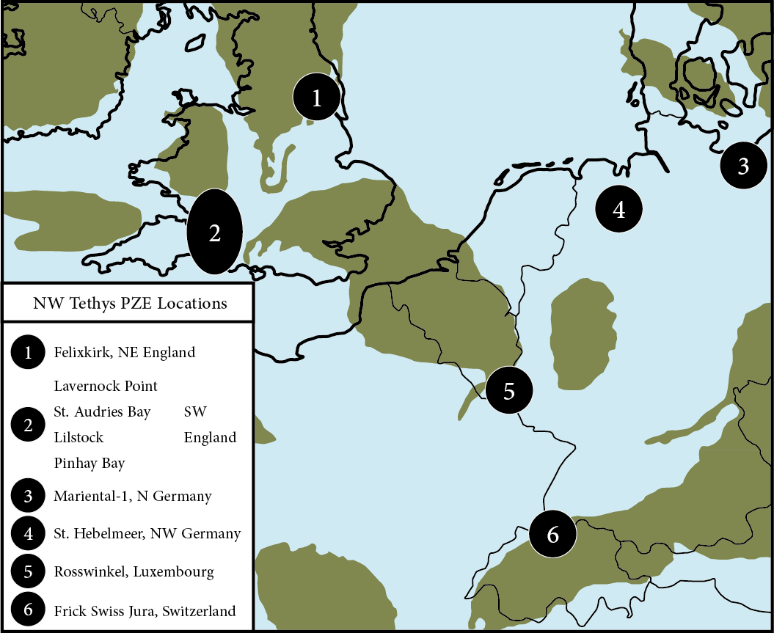 1
2
3
4
5
6
NW Tethys PZE Locations
1 Felixkirk, NE England
Lavernock Point
St. Audries Bay SW
2
Lilstock England
Pinhay Bay
3 Mariental-1, N Germany
4 St. Hebelmeer, NW Germany
5 Rosswinkel, Luxembourg
6 Frick Swiss Jura, Switzerland